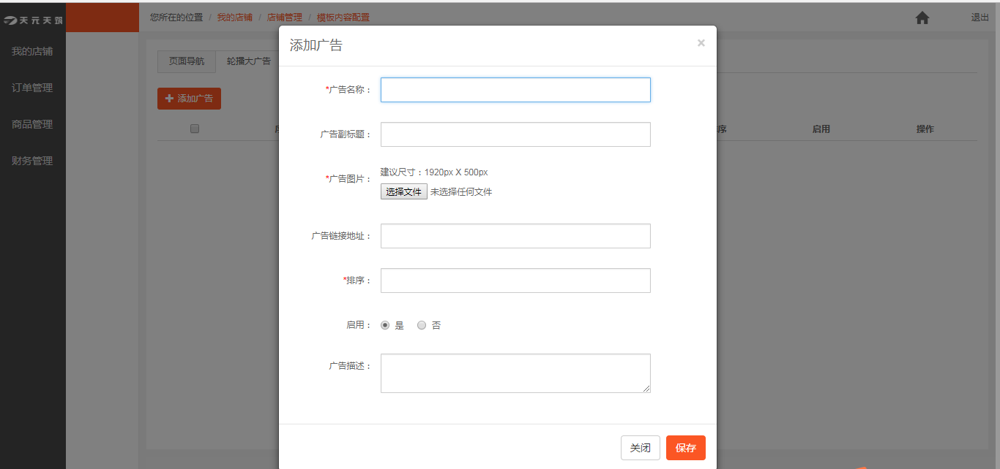 天元天筑
您所在的位置 / 我的店铺 / 店铺管理 / 模板内容配置
退出
我的店铺
订单管理
商品管理
财务管理
页面导航
轮播大广告
添加广告
序
启用
操作
添加广告
×
*广告名称：
广告副标题：
*广告图片：
建议尺寸：1920px X 500px
选择文件 未选择任何文件
广告链接地址：
*排序：
启用： 是 否
广告描述：
关闭
保存